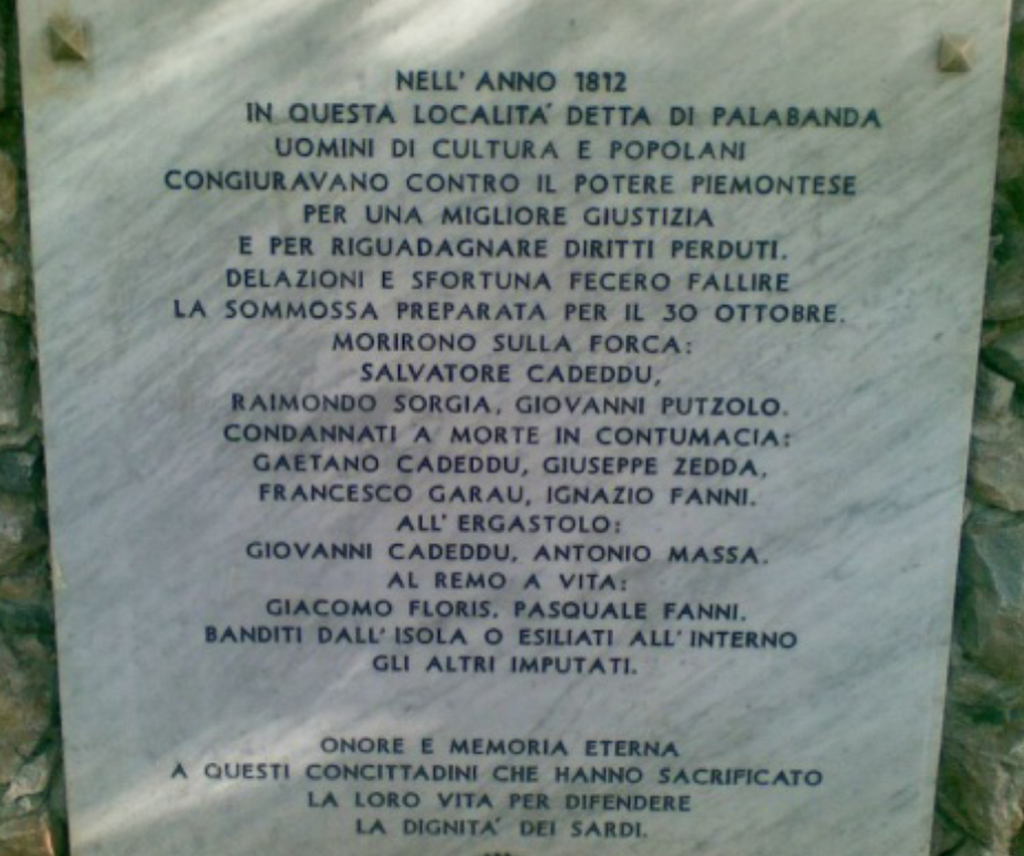 NELL' ANNO 1812
IN QUESTA LOCALITA' DETTA DI PALABANDA
UOMINI DI CULTURA E POPOLANI
CONGIURAVANO CONTRO IL POTERE PIEMONTESE
PER UNA MIGLIORE GIUSTIZIA
E PER RIGUADAGNARE DIRITTI PERDUTI.
DELAZIONI E SFORTUNA FECERO FALLIRE
LA SOMMOSSA PREPARATA PER IL 30 OTTOBRE.
MORIRONO SULLA FORCA:
SALVATORE CADEDDU,
RAIMONDO SORGIA, GIOVANNI PUTZOLO.
CONDANNATI A MORTE IN CONTUMACIA:
GAETANO CADEDDU, GIUSEPPE ZEDDA,
FRANCESCO GARAU, IGNAZIO FANNI.
ALL' ERGASTOLO:
GIOVANNI CADEDDU, ANTONIO MASSA.
AL REMO A VITA:
GIACOMO FLORIS, PASQUALE FANNI.
BANDITI DALL' ISOLA O ESILIATI ALL' INTERNO
GLI ALTRI IMPUTATI.
ONORE E MEMORIA ETERNA
A QUESTI CONCITTADINI CHE HANNO SACRIFICATO
LA LORO VITA PER DIFENDERE
LA DIGNITA' DEI SARDI.